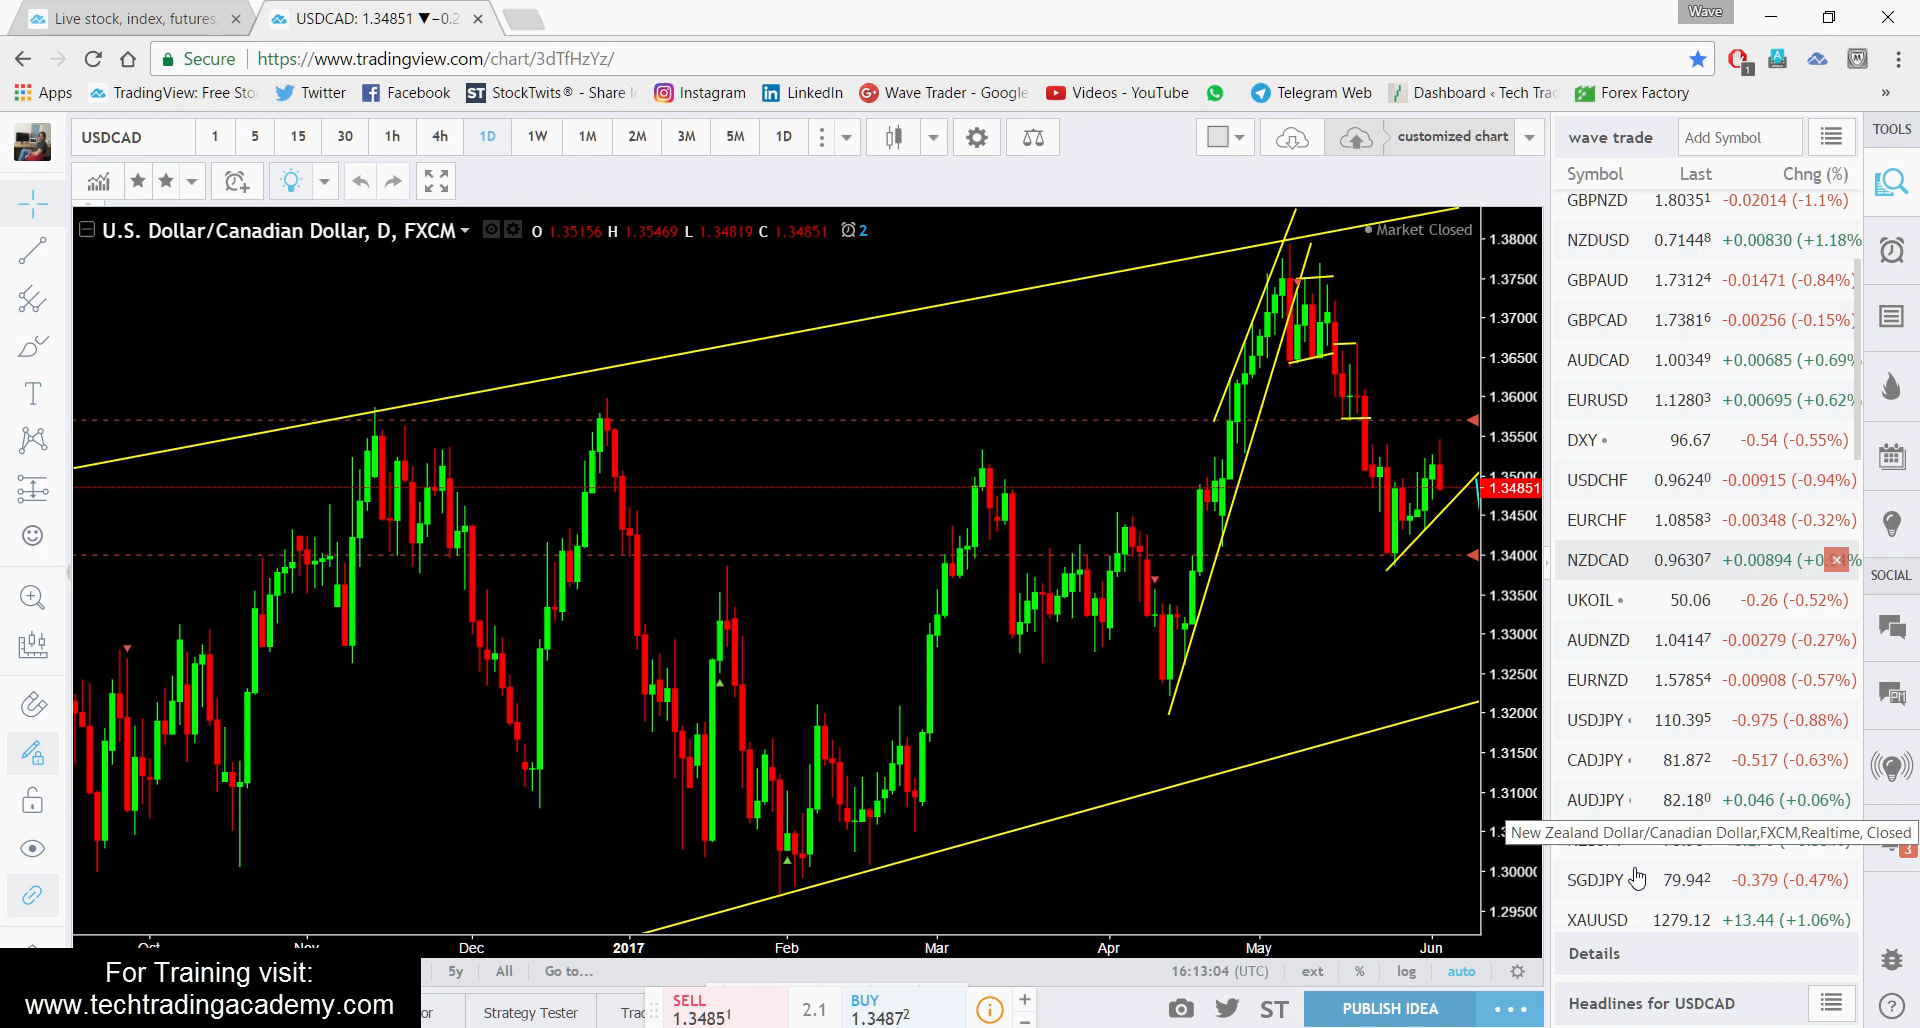 Live stock, index, futures,
USDCAD: 1.34851 ▼−0.2
Wave
Secure
https://www.tradingview.com/chart/3dTfHzYz/
1
Apps
TradingView: Free Sto
Twitter
Facebook
ST StockTwits® - Share
Instagram
LinkedIn
Wave Trader - Google
Videos - YouTube
Telegram Web
Dashboard ‹ Tech Tra
Forex Factory
»
USDCAD 1 5 15 30 1h 4h 1D 1W 1M 2M 3M 5M 1D
customized chart
wave trade
Add Symbol
TOOLS
U.S. Dollar/Canadian Dollar, D, FXCM
O 1.35156 H 1.35469 L 1.34819 C 1.34851
2
Market Closed
1.38000
1.37500
1.37000
1.36500
1.36000
1.35500
1.34851
1.34500
1.34000
1.33500
1.33000
1.32500
1.32000
1.31500
1.31000
1.30000
1.29500
Oct Nov Dec 2017 Feb Mar Apr May Jun
Symbol Last Chng (%)
GBPNZD 1.80351 -0.02014 (-1.1%)
NZDUSD 0.71448 +0.00830 (+1.18%
GBPAUD 1.73124 -0.01471 (-0.84%)
GBPCAD 1.73816 -0.00256 (-0.15%)
AUDCAD 1.00349 +0.00685 (+0.69%
EURUSD 1.12803 +0.00695 (+0.62%
DXY 96.67 -0.54 (-0.55%)
USDCHF 0.96240 -0.00915 (-0.94%)
EURCHF 1.08583 -0.00348 (-0.32%)
NZDCAD 0.96307 +0.00894
UKOIL 50.06 -0.26 (-0.52%)
AUDNZD 1.04147 -0.00279 (-0.27%)
EURNZD 1.57854 -0.00908 (-0.57%)
USDJPY 110.395 -0.975 (-0.88%)
CADJPY 81.872 -0.517 (-0.63%)
AUDJPY 82.180 +0.046 (+0.06%)
New Zealand Dollar/Canadian Dollar,FXCM,Realtime, Closed
SGDJPY 79.942 -0.379 (-0.47%)
XAUUSD 1279.12 +13.44 (+1.06%)
SOCIAL
3
Details
Headlines for USDCAD
5y All Go to...
16:13:04 (UTC) ext % log auto
or
Strategy Tester
Trac
SELL
1.34851
2.1
BUY
1.34872
ST
PUBLISH IDEA
For Training visit:
www.techtradingacademy.com